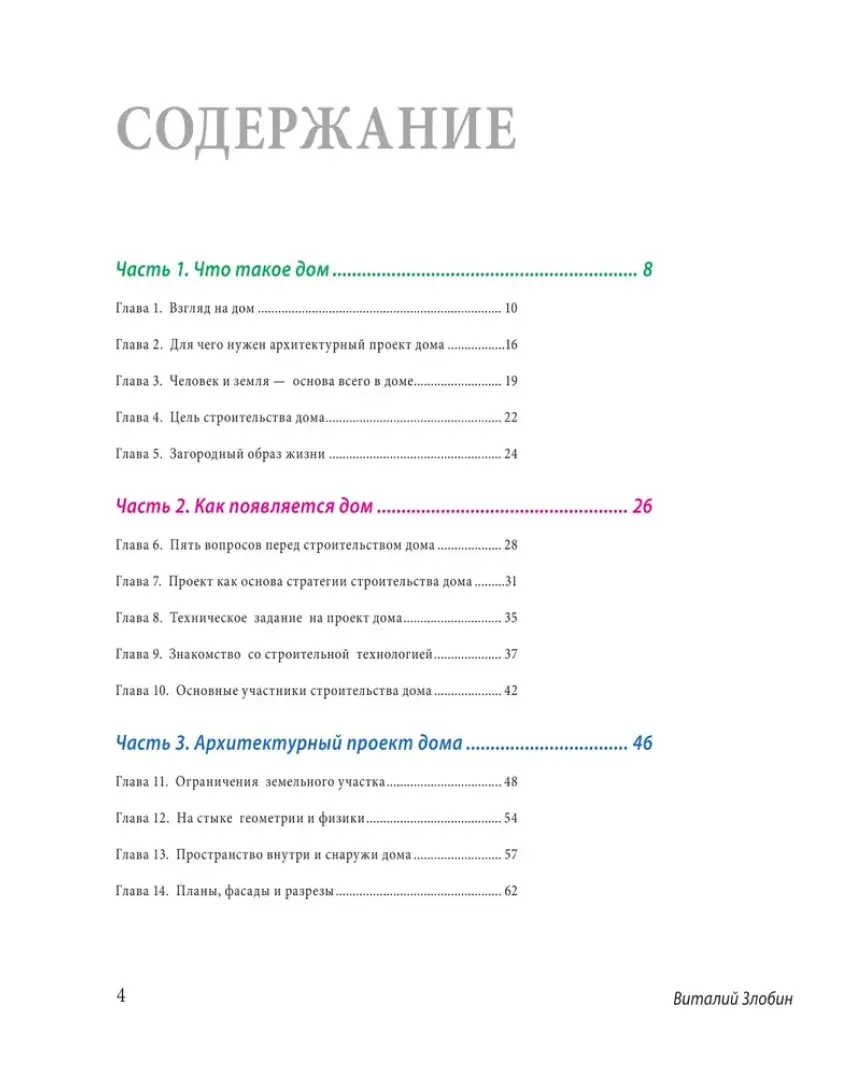 СОДЕРЖАНИЕ
Часть 1. Что такое дом .............................................................. 8
Глава 1. Взгляд на дом ........................................................................ 10
Глава 2. Для чего нужен архитектурный проект дома .................16
Глава 3. Человек и земля — основа всего в доме.......................... 19
Глава 4. Цель строительства дома.................................................... 22
Глава 5. Загородный образ жизни ................................................... 24
Часть 2. Как появляется дом ................................................... 26
Глава 6. Пять вопросов перед строительством дома ................... 28
Глава 7. Проект как основа стратегии строительства дома .........31
Глава 8. Техническое задание на проект дома............................. 35
Глава 9. Знакомство со строительной технологией.................... 37
Глава 10. Основные участники строительства дома .................... 42
Часть 3. Архитектурный проект дома ................................. 46
Глава 11. Ограничения земельного участка.................................. 48
Глава 12. На стыке геометрии и физики........................................ 54
Глава 13. Пространство внутри и снаружи дома .......................... 57
Глава 14. Планы, фасады и разрезы................................................. 62
4
Виталий Злобин